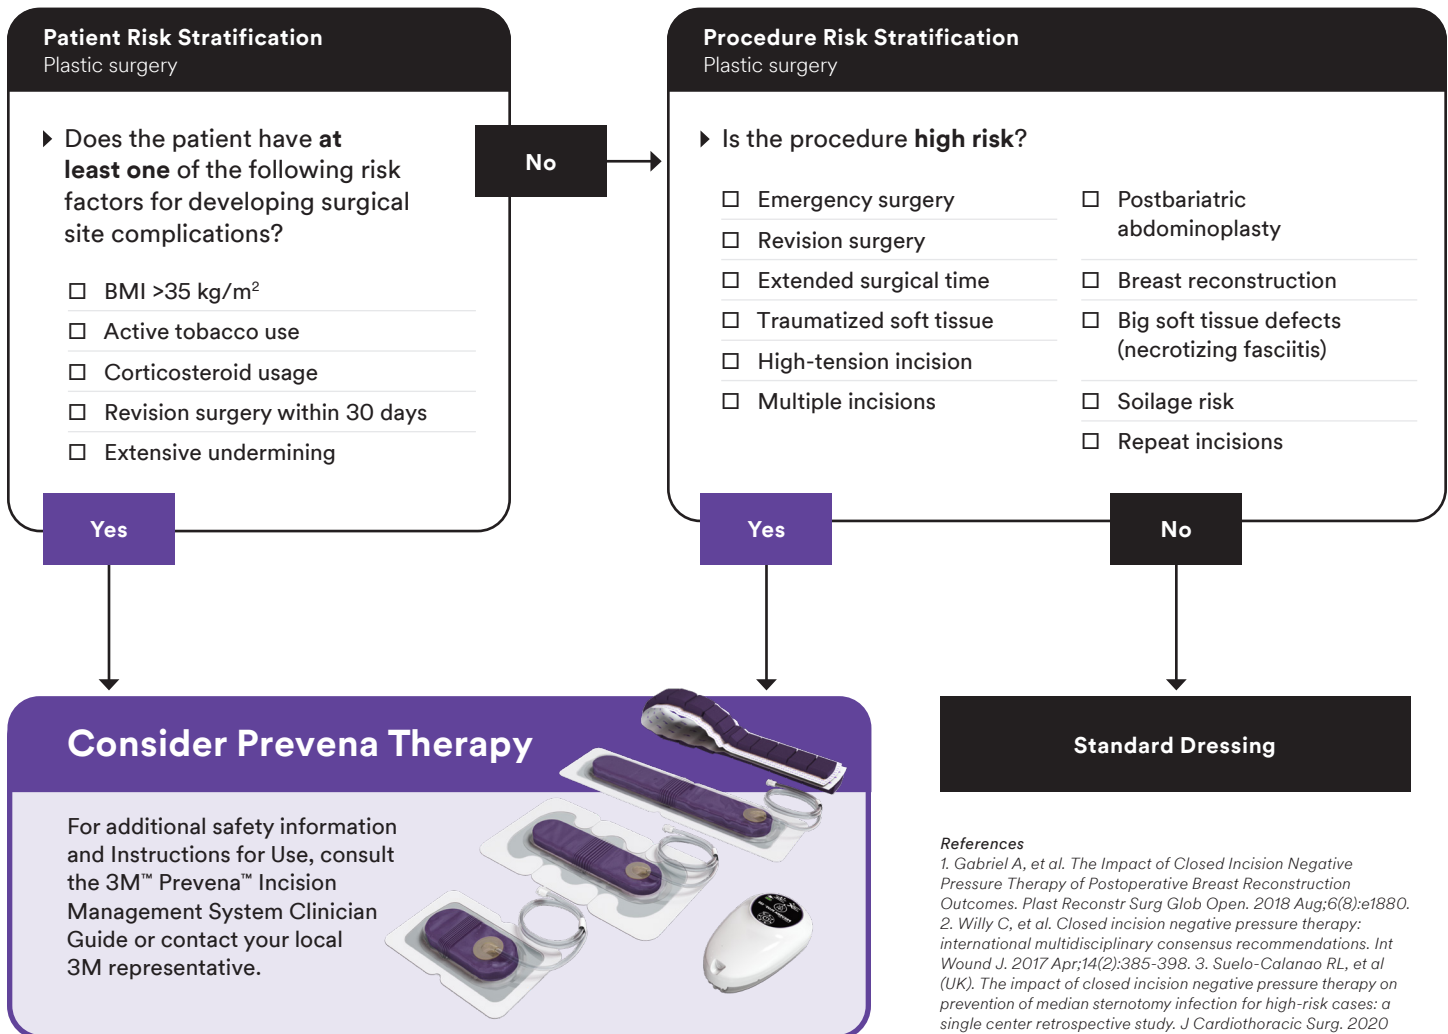 Patient Risk Stratification
Plastic surgery
Does the patient have at
least one of the following risk
factors for developing surgical
site complications?
BMI >35 kg/m²
Active tobacco use
Corticosteroid usage
Revision surgery within 30 days
Extensive undermining
Yes
No
Procedure Risk Stratification
Plastic surgery
Is the procedure high risk?
Emergency surgery
Revision surgery
Extended surgical time
Traumatized soft tissue
High-tension incision
Multiple incisions
Postbariatric
abdominoplasty
Breast reconstruction
Big soft tissue defects
(necrotizing fasciitis)
Soilage risk
Repeat incisions
Yes
No
Consider Prevena Therapy
For additional safety information
and Instructions for Use, consult
the 3M™ Prevena™ Incision
Management System Clinician
Guide or contact your local
3M representative.
Standard Dressing
References
1. Gabriel A, et al. The Impact of Closed Incision Negative
Pressure Therapy of Postoperative Breast Reconstruction
Outcomes. Plast Reconstr Surg Glob Open. 2018 Aug;6(8):e1880.
2. Willy C, et al. Closed incision negative pressure therapy:
international multidisciplinary consensus recommendations. Int
Wound J. 2017 Apr;14(2):385-398. 3. Suelo-Calanao RL, et al
(UK). The impact of closed incision negative pressure therapy on
prevention of median sternotomy infection for high-risk cases: a
single center retrospective study. J Cardiothoracic Surg. 2020